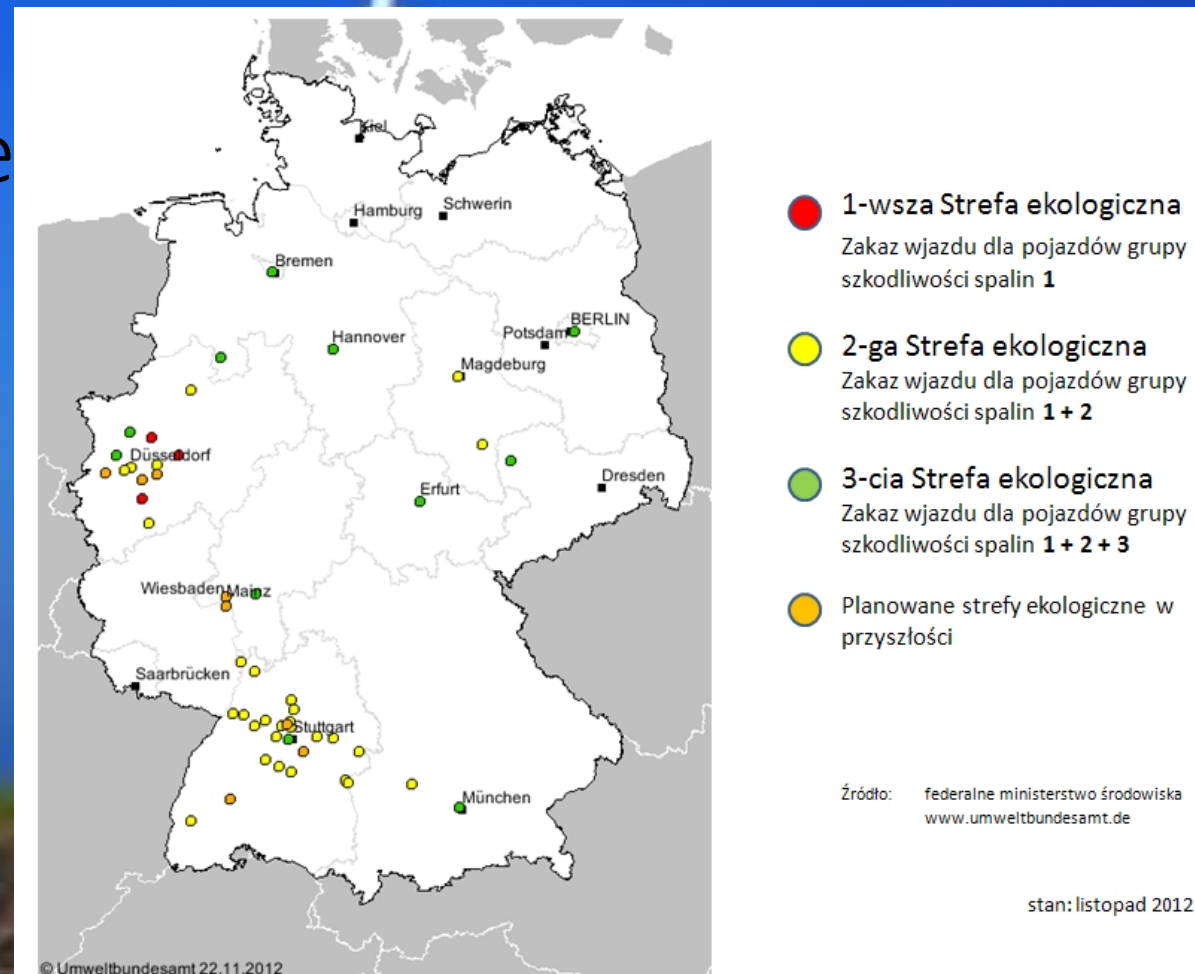 e
Kiel
Hamburg
Schwerin
Bremen
Hannover
BERLIN
Potsdam
Magdeburg
Düsseldorf
Dresden
Erfurt
Wiesbaden
Mainz
Saarbrücken
Stuttgart
München
© Umweltbundesamt 22.11.2012
1-wsza Strefa ekologiczna
Zakaz wjazdu dla pojazdów grupy
szkodliwości spalin 1
2-ga Strefa ekologiczna
Zakaz wjazdu dla pojazdów grupy
szkodliwości spalin 1 + 2
3-cia Strefa ekologiczna
Zakaz wjazdu dla pojazdów grupy
szkodliwości spalin 1 + 2 + 3
Planowane strefy ekologiczne w
przyszłości
Źródło: federalne ministerstwo środowiska
www.umweltbundesamt.de
stan: listopad 2012